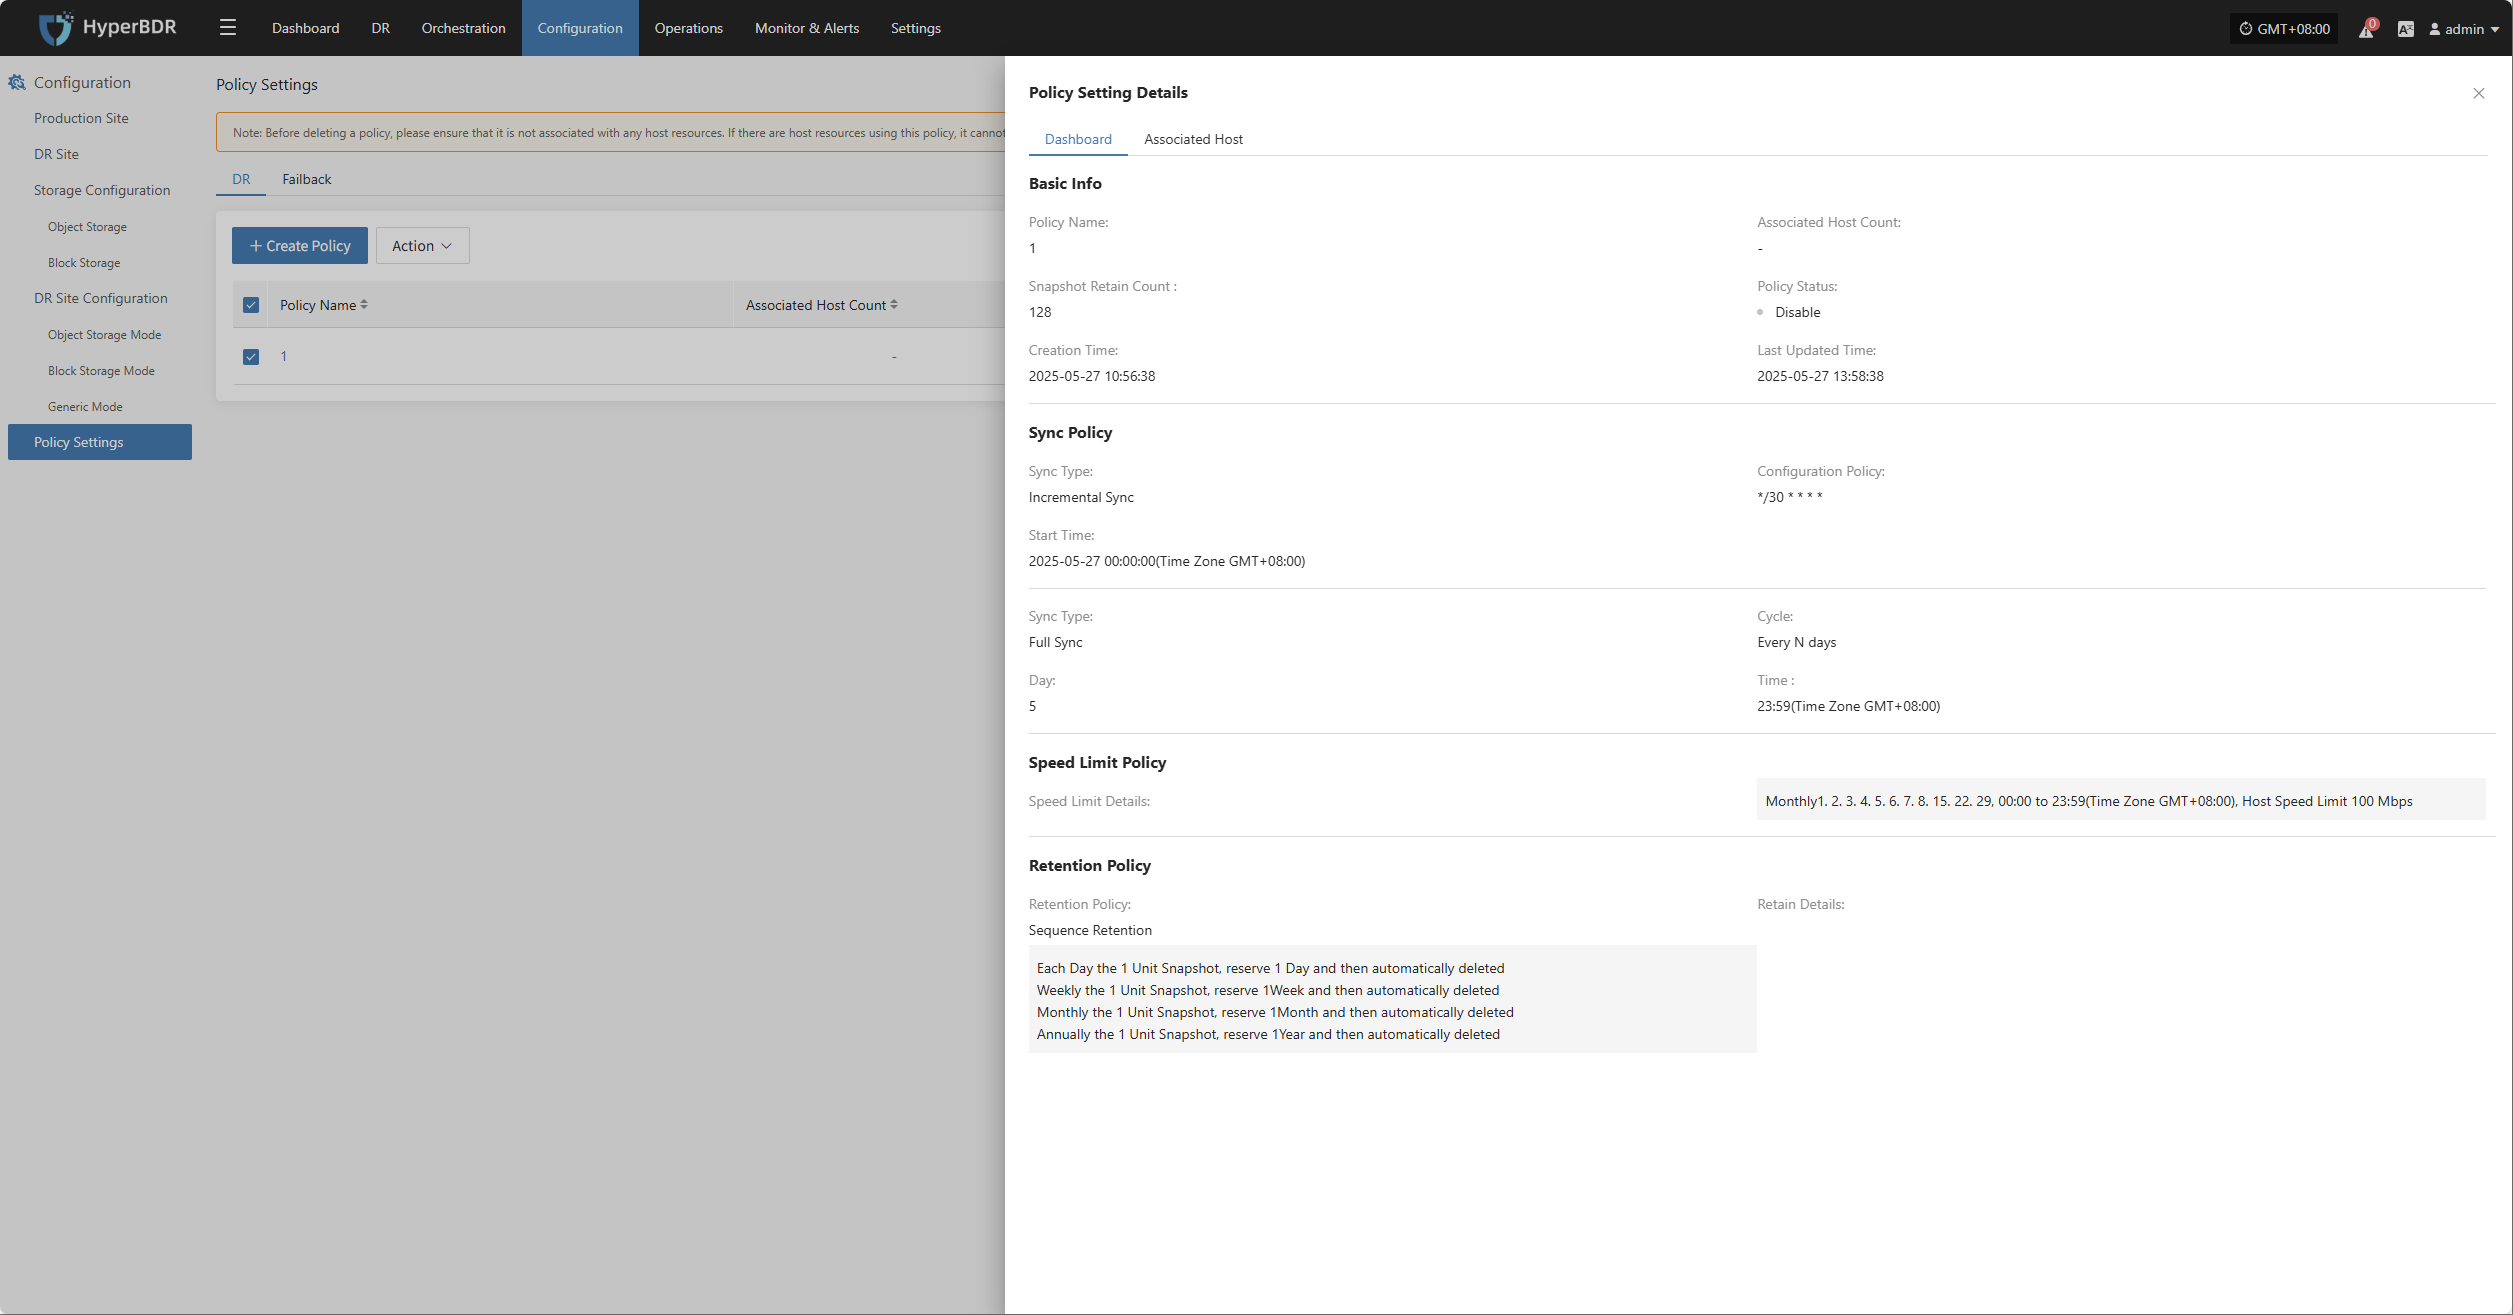 HyperBDR
Dashboard
DR
Orchestration
Configuration
Operations
Monitor & Alerts
Settings
GMT+08:00
0
admin
Configuration
Production Site
DR Site
Storage Configuration
Object Storage
Block Storage
DR Site Configuration
Object Storage Mode
Block Storage Mode
Generic Mode
Policy Settings
Policy Settings
Note: Before deleting a policy, please ensure that it is not associated with any host resources. If there are host resources using this policy, it cannot
DR
Failback
+ Create Policy
Action
Policy Name
Associated Host Count
1
-
Policy Setting Details
Dashboard
Associated Host
Basic Info
Policy Name:
1
Associated Host Count:
-
Snapshot Retain Count :
128
Policy Status:
Disable
Creation Time:
2025-05-27 10:56:38
Last Updated Time:
2025-05-27 13:58:38
Sync Policy
Sync Type:
Incremental Sync
Configuration Policy:
*/30 * * * *
Start Time:
2025-05-27 00:00:00(Time Zone GMT+08:00)
Sync Type:
Full Sync
Cycle:
Every N days
Day:
5
Time :
23:59(Time Zone GMT+08:00)
Speed Limit Policy
Speed Limit Details:
Monthly1. 2. 3. 4. 5. 6. 7. 8. 15. 22. 29, 00:00 to 23:59(Time Zone GMT+08:00), Host Speed Limit 100 Mbps
Retention Policy
Retention Policy:
Sequence Retention
Retain Details:
Each Day the 1 Unit Snapshot, reserve 1 Day and then automatically deleted
Weekly the 1 Unit Snapshot, reserve 1Week and then automatically deleted
Monthly the 1 Unit Snapshot, reserve 1Month and then automatically deleted
Annually the 1 Unit Snapshot, reserve 1Year and then automatically deleted